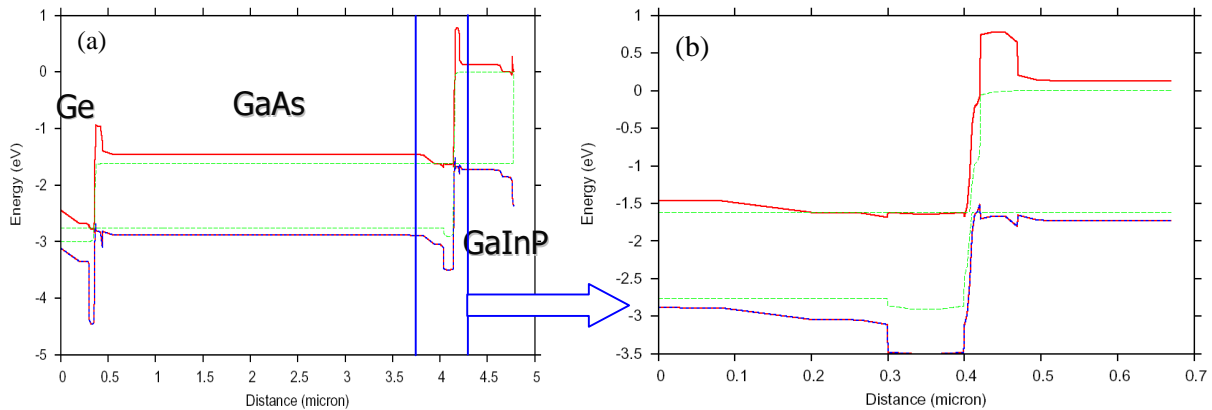 (a)
Ge
GaAs
GaInP
Energy (eV)
1
0
-1
-2
-3
-4
-5
0 0.5 1 1.5 2 2.5 3 3.5 4 4.5 5
Distance (micron)
(b)
Energy (eV)
1
0.5
0
-0.5
-1
-1.5
-2
-2.5
-3
-3.5
0 0.1 0.2 0.3 0.4 0.5 0.6 0.7
Distance (micron)